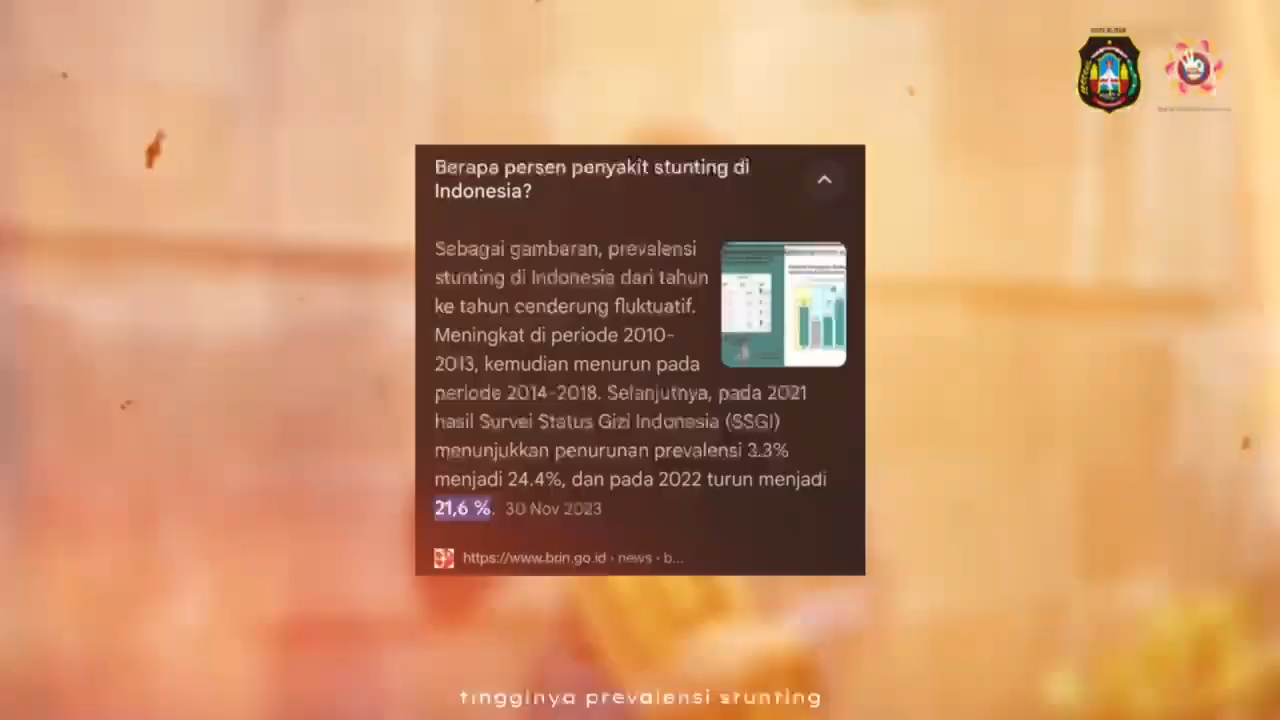 Berapa persen penyakit stunting di
Indonesia?
Sebagai gambaran, prevalensi
stunting di Indonesia dari tahun
ke tahun cenderung fluktuatif.
Meningkat di periode 2010-
2013, kemudian menurun pada
periode 2014-2018. Selanjutnya, pada 2021
hasil Survei Status Gizi Indonesia (SSGI)
menunjukkan penurunan prevalensi 3.3%
menjadi 24.4%, dan pada 2022 turun menjadi
21,6 %. 30 Nov 2023
https://www.brin.go.id › news › b...
tingginya prevalensi stunting